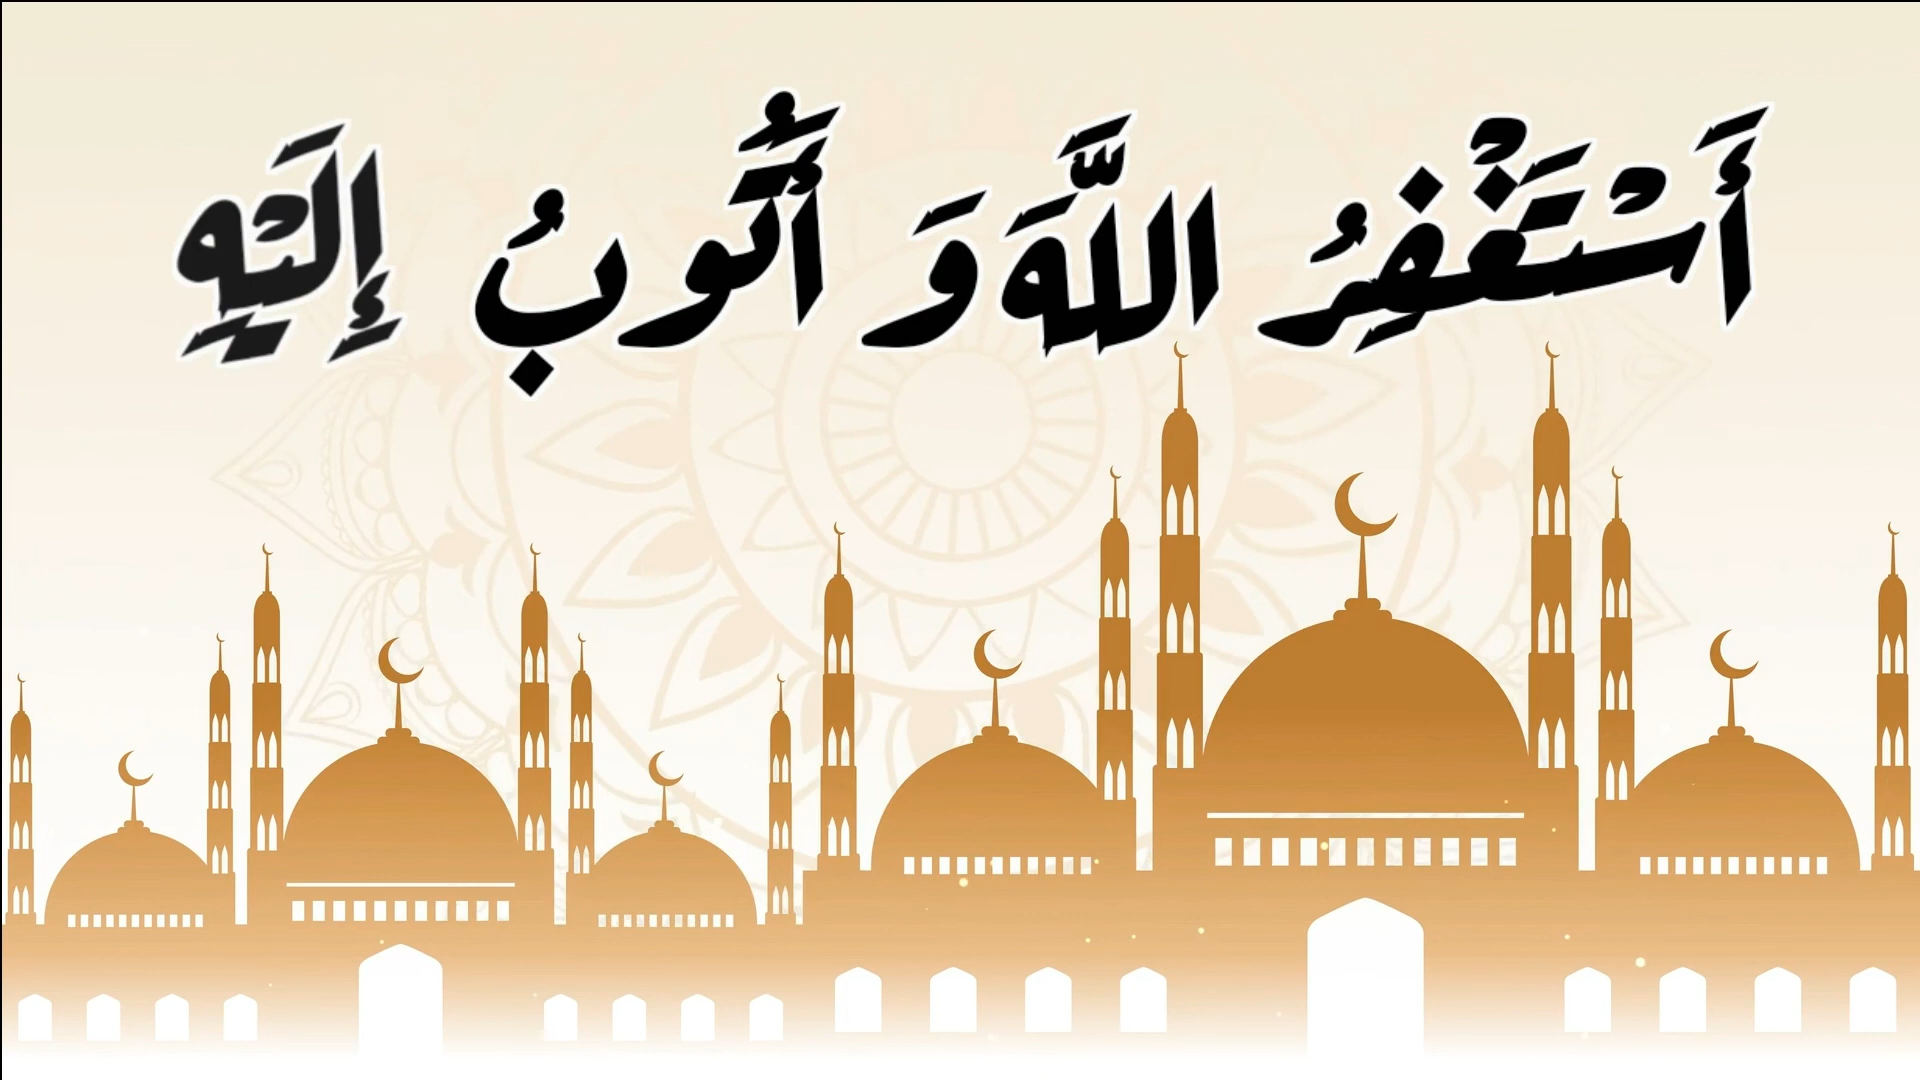 أَسْتَغْفِرُ اللَّهَ وَ أَتُوبُ إِلَيْهِ